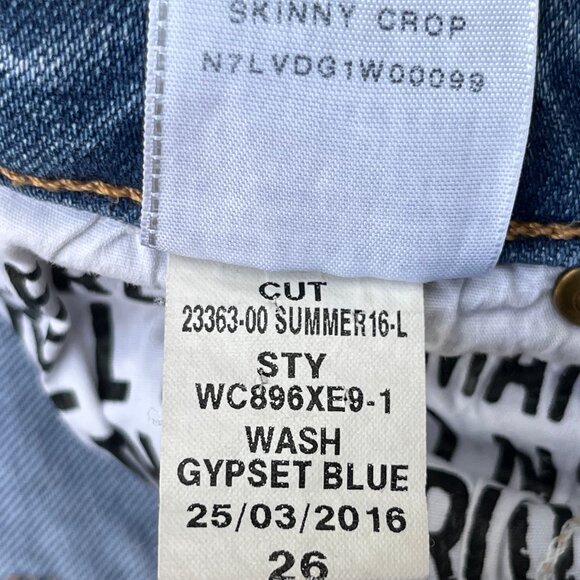 SKINNY CROP
N7LVDG1W00099
CUT
23363-00 SUMMER16-L
STY
WC896XE9-1
WASH
GYPSET BLUE
25/03/2016
26